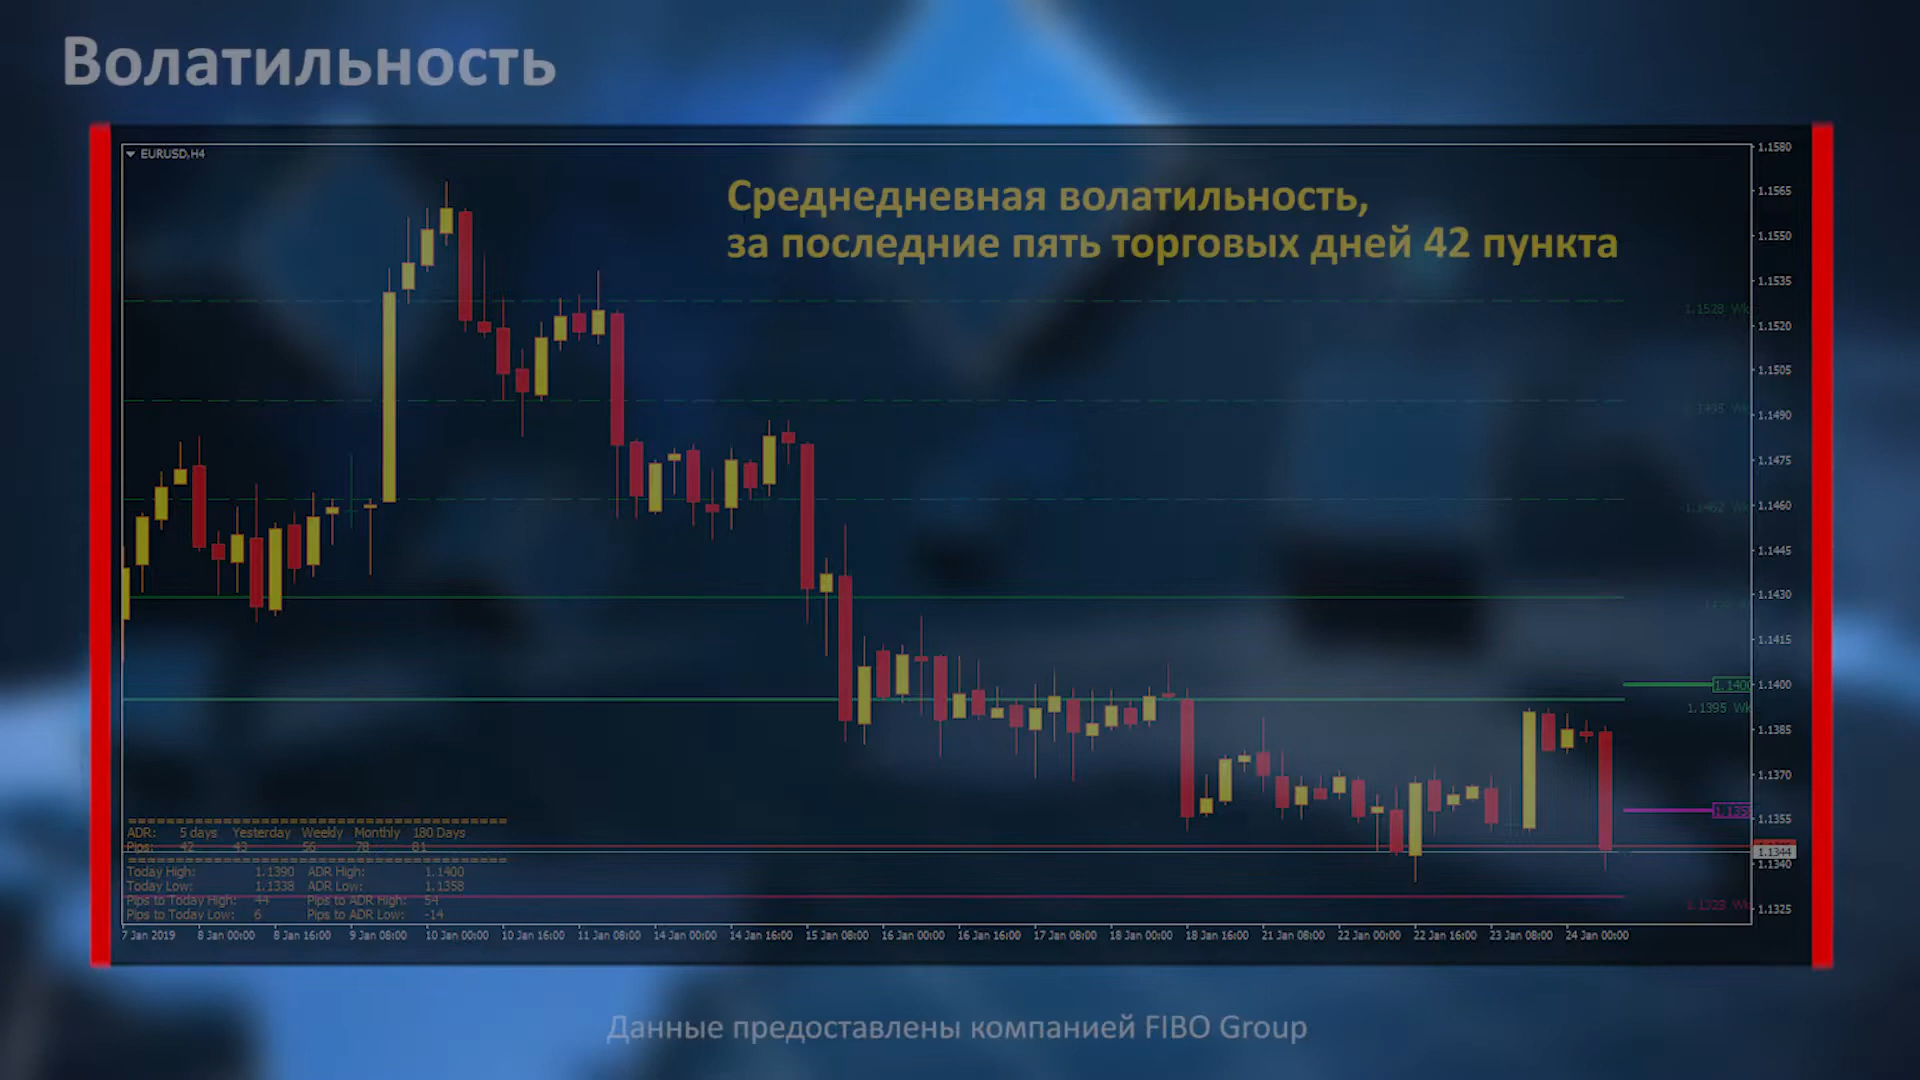 Волатильность
EURUSD,H4
Среднедневная волатильность,
за последние пять торговых дней 42 пункта
1.1580
1.1565
1.1550
1.1535
1.1528 Wk
1.1520
1.1505
1.1495 Wk
1.1490
1.1475
1.1462 Wk
1.1460
1.1445
1.1430
1.1415
1.1400 1.1400
1.1395 Wk
1.1385
1.1370
1.1358
1.1355
1.1344
1.1340
1.1325
ADR: 5 days Yesterday Weekly Monthly 180 Days
Pips: 42 43 56 78 81
Today High: 1.1390 ADR High: 1.1400
Today Low: 1.1338 ADR Low: 1.1358
Pips to Today High: 44 Pips to ADR High: 54
Pips to Today Low: 6 Pips to ADR Low: -14
7 Jan 2019 8 Jan 00:00 8 Jan 16:00 9 Jan 08:00 10 Jan 00:00 10 Jan 16:00 11 Jan 08:00 14 Jan 00:00 14 Jan 16:00 15 Jan 08:00 16 Jan 00:00 16 Jan 16:00 17 Jan 08:00 18 Jan 00:00 18 Jan 16:00 21 Jan 08:00 22 Jan 00:00 22 Jan 16:00 23 Jan 08:00 24 Jan 00:00
Данные предоставлены компанией FIBO Group